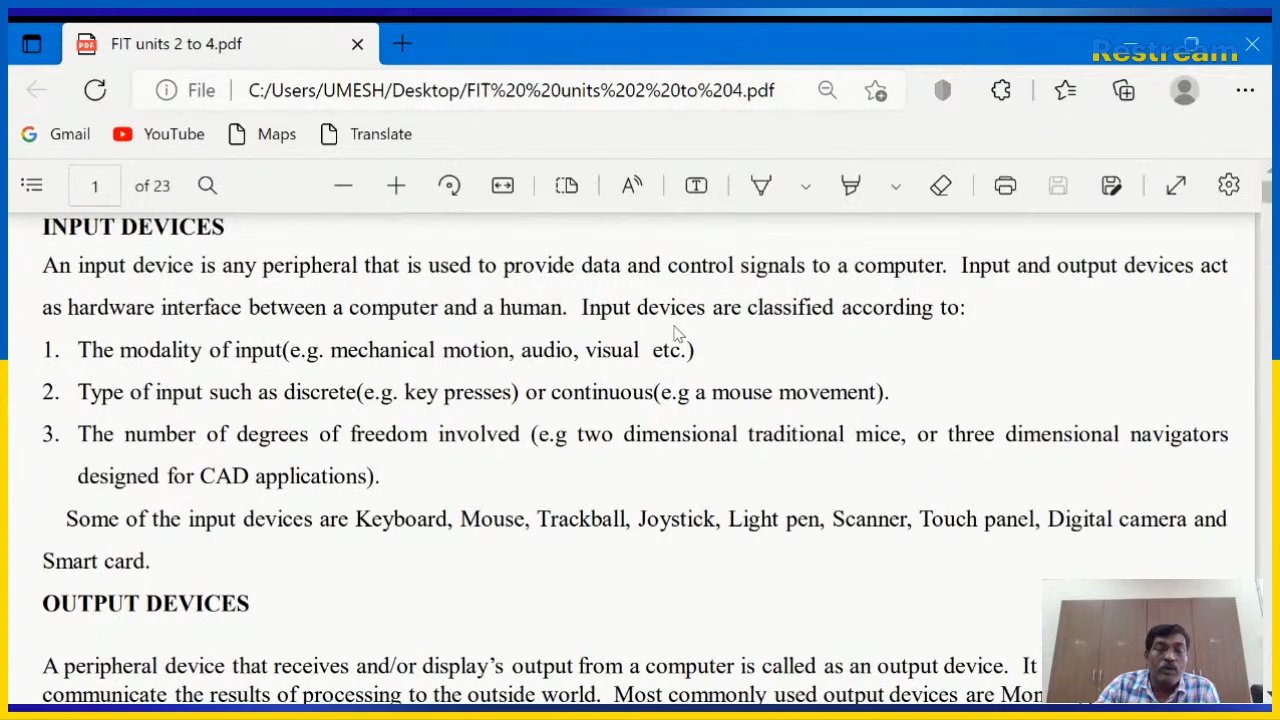 FIT units 2 to 4.pdf
Restream
File C:/Users/UMESH/Desktop/FIT%20%20units%202%20to%204.pdf
Gmail YouTube Maps Translate
1 of 23
INPUT DEVICES
An input device is any peripheral that is used to provide data and control signals to a computer. Input and output devices act
as hardware interface between a computer and a human. Input devices are classified according to:
1. The modality of input(e.g. mechanical motion, audio, visual etc.)
2. Type of input such as discrete(e.g. key presses) or continuous(e.g a mouse movement).
3. The number of degrees of freedom involved (e.g two dimensional traditional mice, or three dimensional navigators
designed for CAD applications).
Some of the input devices are Keyboard, Mouse, Trackball, Joystick, Light pen, Scanner, Touch panel, Digital camera and
Smart card.
OUTPUT DEVICES
A peripheral device that receives and/or display's output from a computer is called as an output device. It
communicate the results of processing to the outside world. Most commonly used output devices are